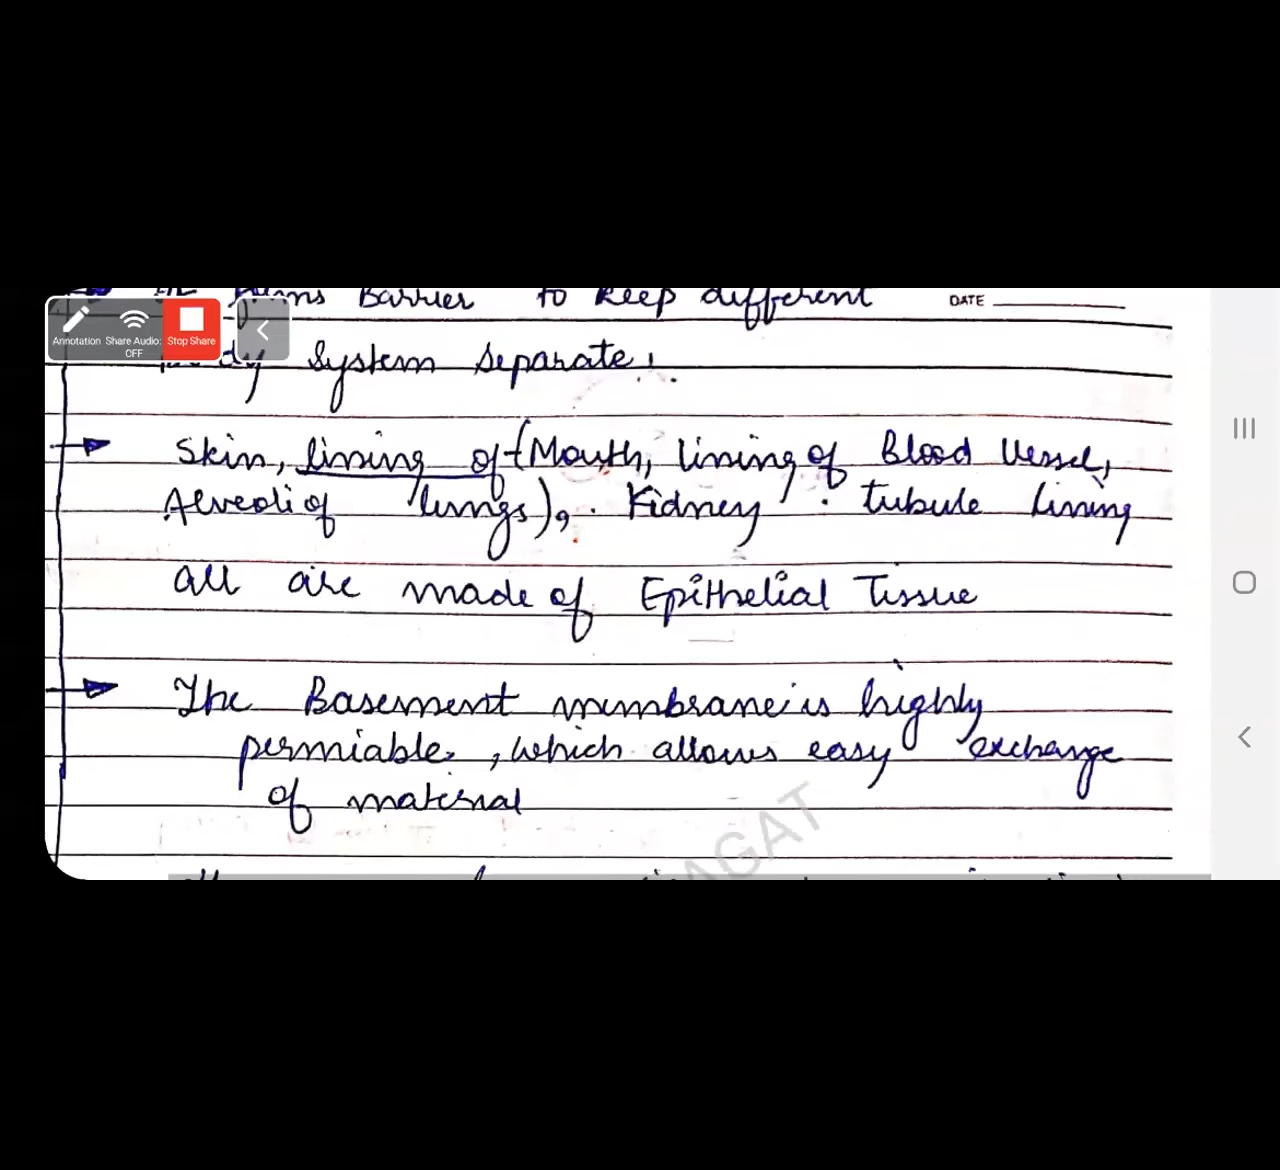 forms Barrier to keep different
DATE
System Separate.
Annotation Share Audio: OFF Stop Share
Skin, lining of (Mouth, lining of Blood Vessel,
Alveoli of lungs), Kidney tubule lining
all are made of Epithelial Tissue
The Basement membrane is highly
permiable, which allows easy exchange
of material
AGAT